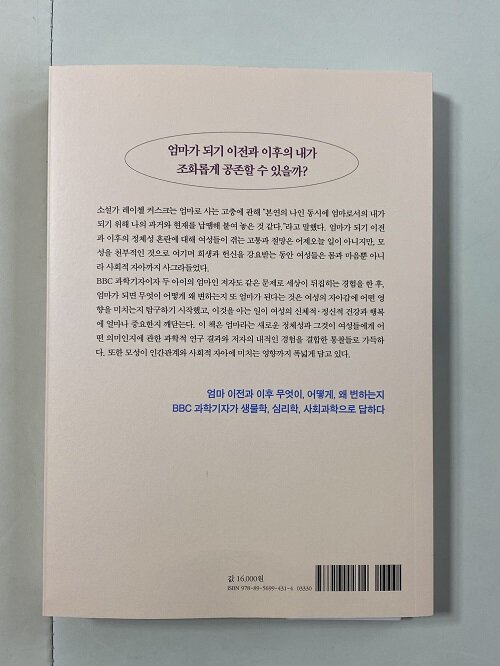 엄마가 되기 이전과 이후의 내가
조화롭게 공존할 수 있을까?
소설가 레이첼 커스크는 엄마로 사는 고충에 관해 "본연의 나인 동시에 엄마로서의 내가
되기 위해 나의 과거와 현재를 납땜해 붙여 놓은 것 같다."라고 말했다. 엄마가 되기 이전
과 이후의 정체성 혼란에 대해 여성들이 겪는 고통과 절망은 어제오늘 일이 아니지만, 모
성을 천부적인 것으로 여기며 희생과 헌신을 강요받는 동안 여성들은 몸과 마음뿐 아니
라 사회적 자아까지 사그라들었다.
BBC 과학기자이자 두 아이의 엄마인 저자도 같은 문제로 세상이 뒤집히는 경험을 한 후,
엄마가 되면 무엇이 어떻게 왜 변하는지 또 엄마가 된다는 것은 여성의 자아감에 어떤 영
향을 미치는지 탐구하기 시작했고, 이것을 아는 일이 여성의 신체적·정신적 건강과 행복
에 얼마나 중요한지 깨닫는다. 이 책은 엄마라는 새로운 정체성과 그것이 여성들에게 어
떤 의미인지에 관한 과학적 연구 결과와 저자의 내적인 경험을 결합한 통찰들로 가득하
다. 또한 모성이 인간관계와 사회적 자아에 미치는 영향까지 폭넓게 담고 있다.
엄마 이전과 이후 무엇이, 어떻게, 왜 변하는지
BBC 과학기자가 생물학, 심리학, 사회과학으로 답하다
값 16,000원
ISBN 978-89-5699-431-4 03330